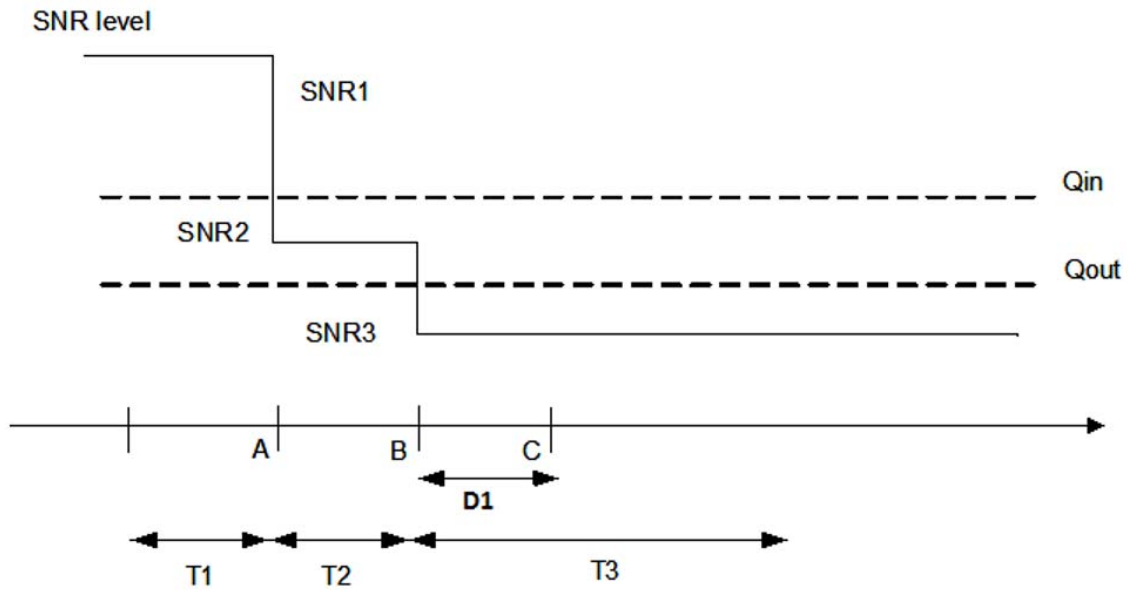 SNR level
SNR1
Qin
SNR2
Qout
SNR3
A B C
D1
T1 T2 T3